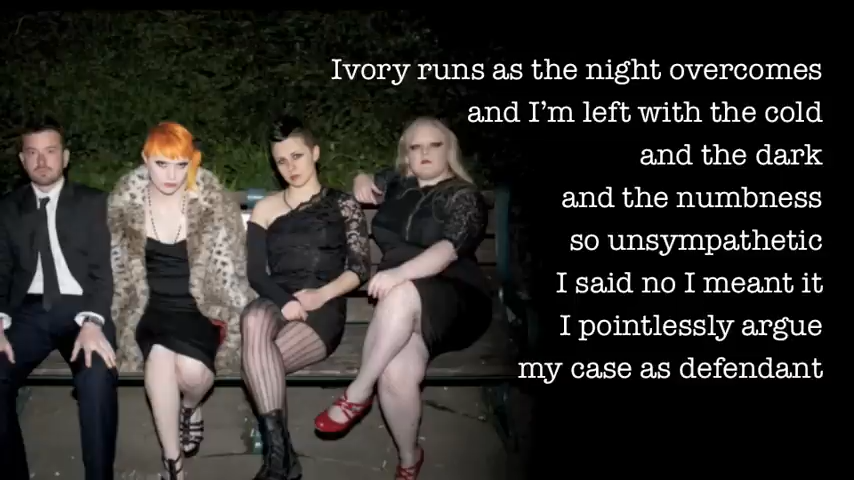 Ivory runs as the night overcomes
and I'm left with the cold
and the dark
and the numbness
so unsympathetic
I said no I meant it
I pointlessly argue
my case as defendant